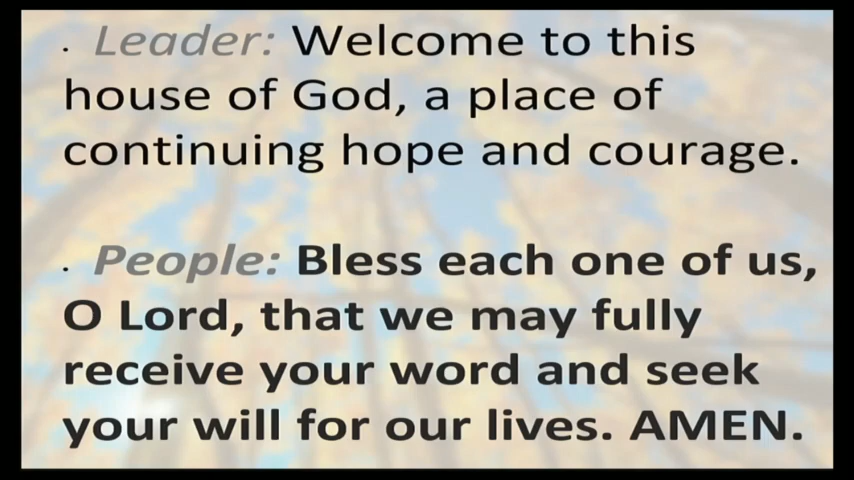 . Leader: Welcome to this
house of God, a place of
continuing hope and courage.
. People: Bless each one of us,
O Lord, that we may fully
receive your word and seek
your will for our lives. AMEN.